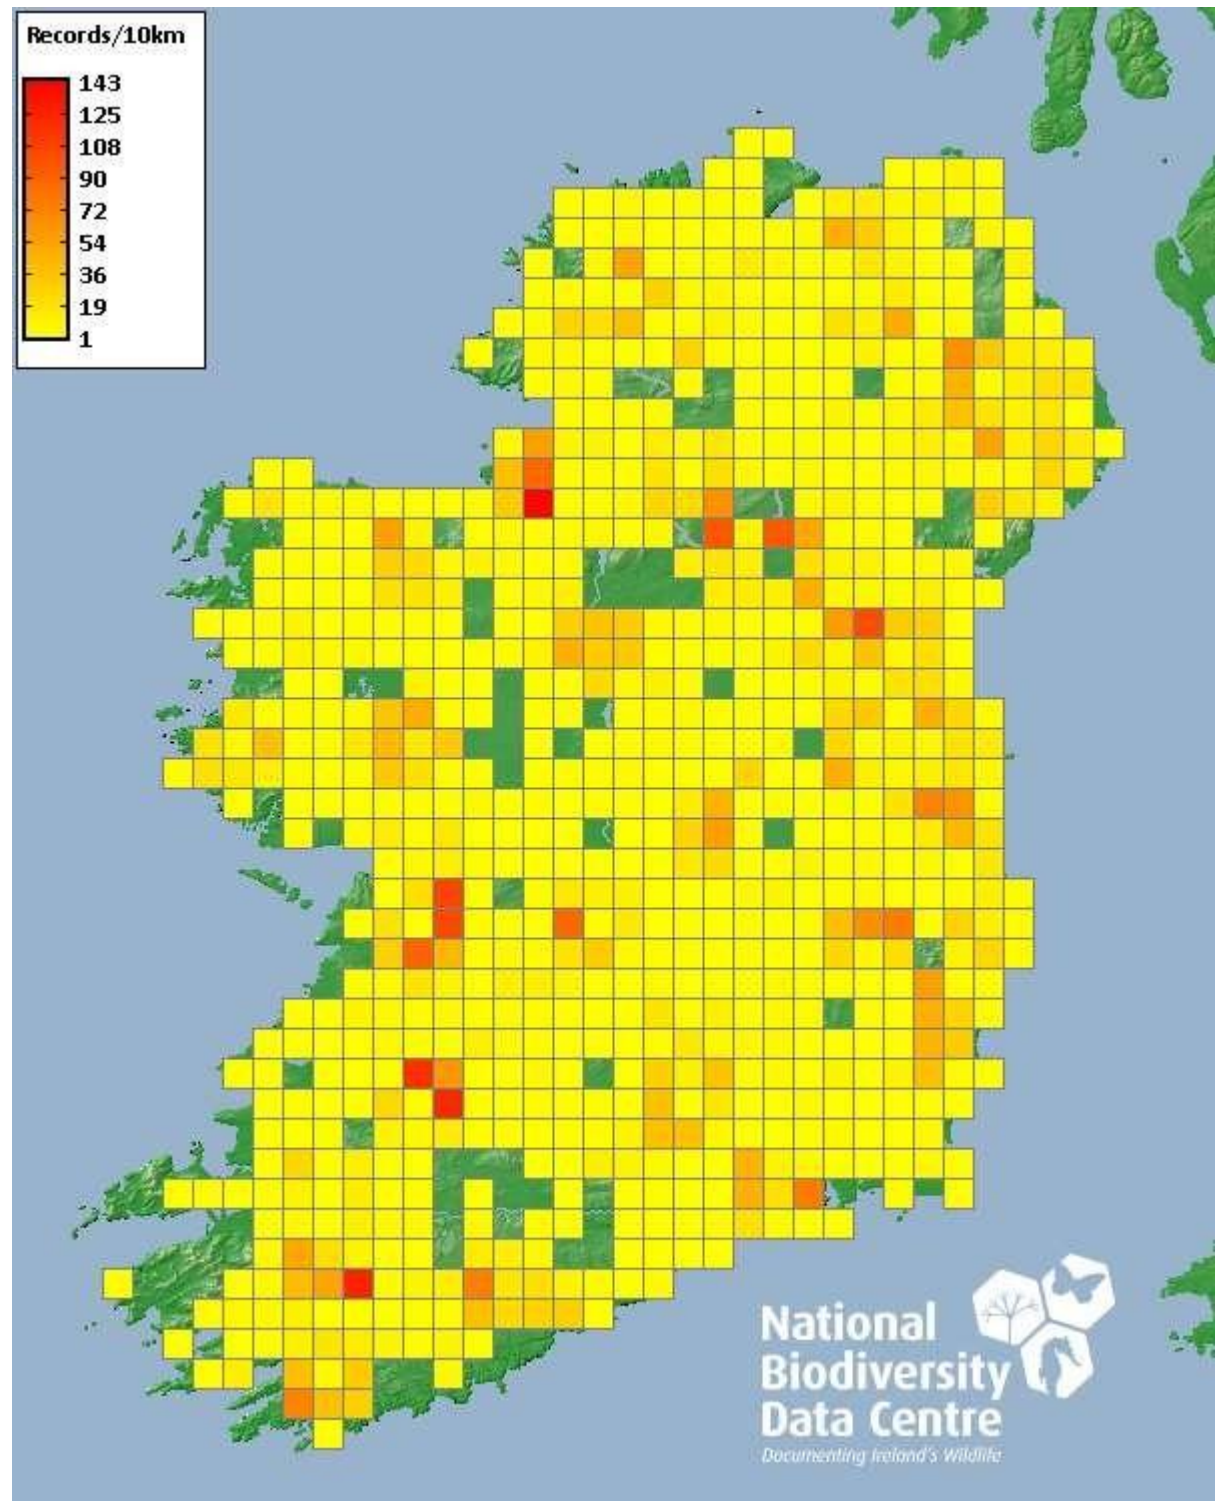 Records/10km
143
125
108
90
72
54
36
19
1
National
Biodiversity
Data Centre
Documenting Ireland's Wildlife